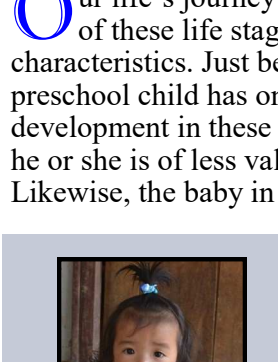 Our life's journey
of these life stag
characteristics. Just be
preschool child has on
development in these
he or she is of less val
Likewise, the baby in